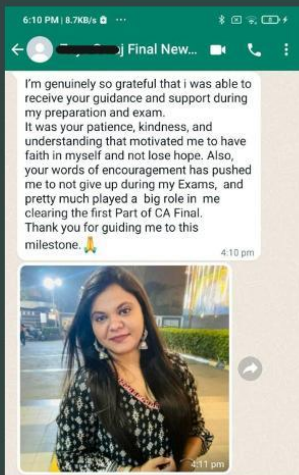 6:10 PM | 8.7KB/s
j Final New...
I'm genuinely so grateful that i was able to
receive your guidance and support during
my preparation and exam.
It was your patience, kindness, and
understanding that motivated me to have
faith in myself and not lose hope. Also,
your words of encouragement has pushed
me to not give up during my Exams, and
pretty much played a big role in me
clearing the first Part of CA Final.
Thank you for guiding me to this
milestone.🙏
4:10 pm
4:11 pm